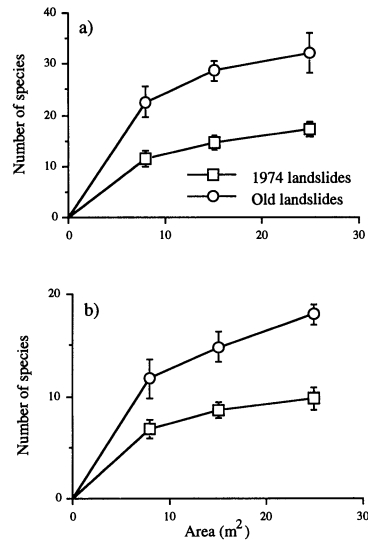 a)
Number of species
40
30
20
10
0
0 10 20 30
1974 landslides
Old landslides
b)
Number of species
20
10
0
0 10 20 30
Area (m²)